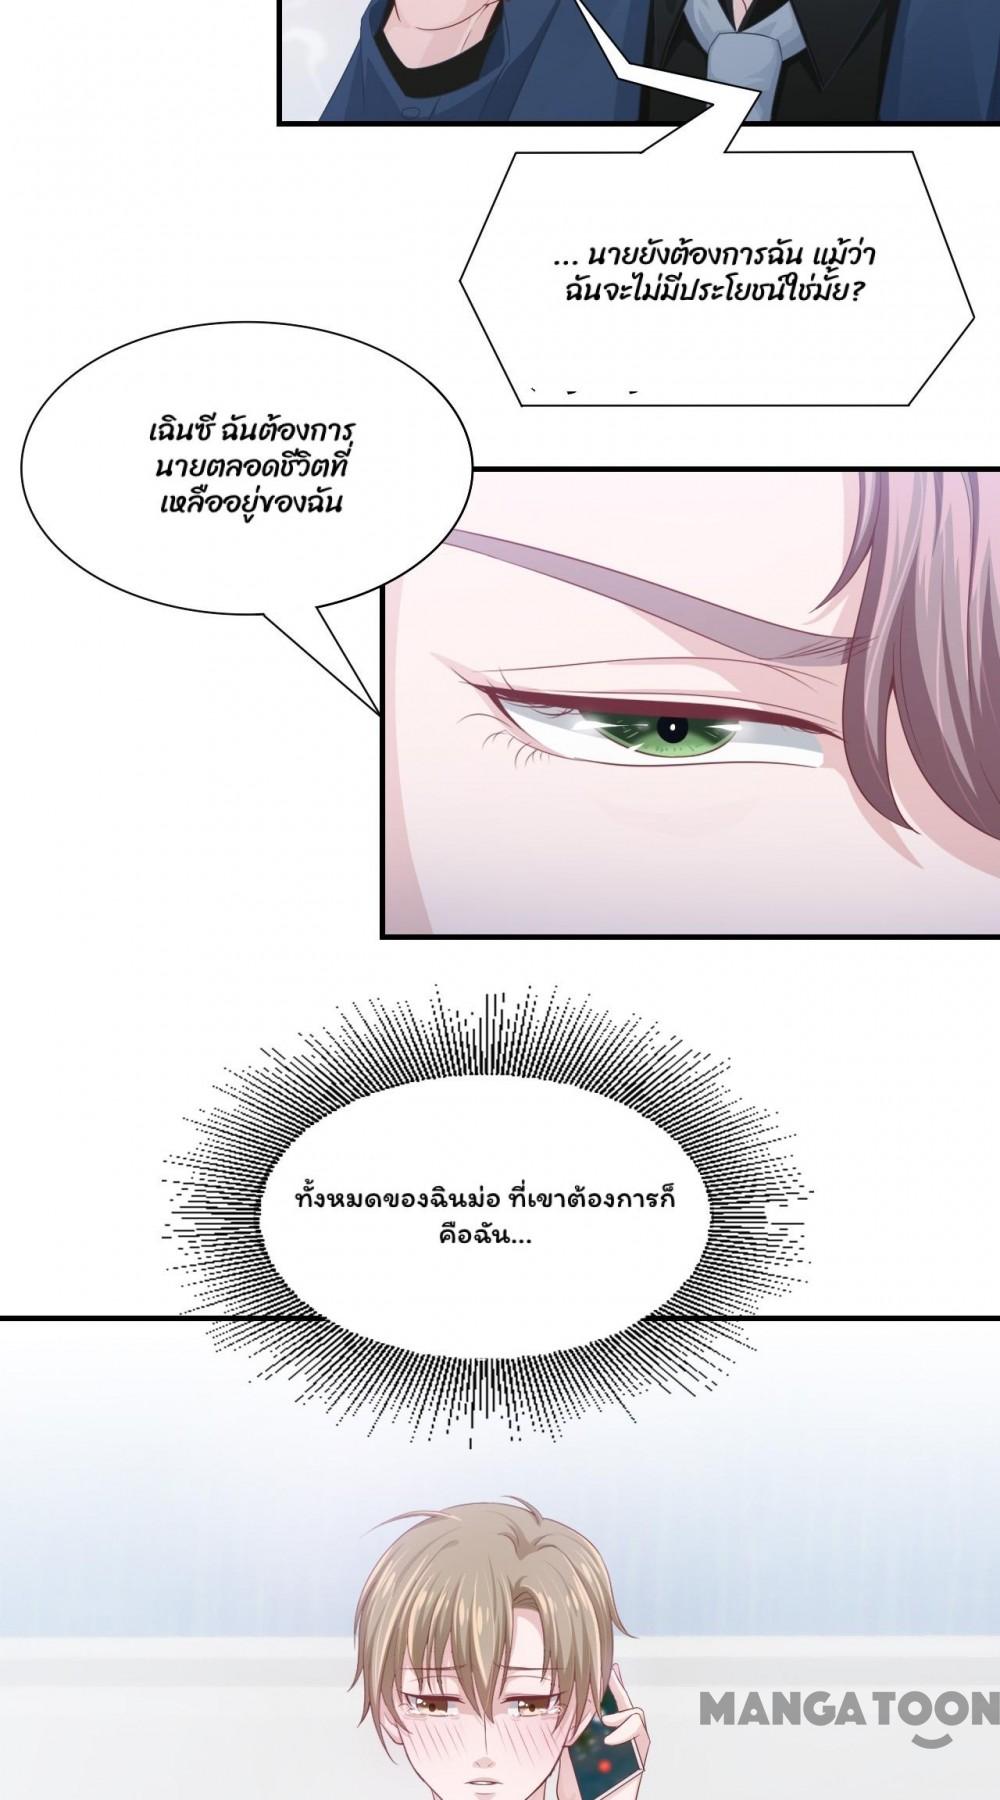 ... นายยังต้องการฉัน แม้ว่า
ฉันจะไม่มีประโยชน์ใช่มั้ย?
เฉินซี ฉันต้องการ
นายตลอดชีวิตที่
เหลืออยู่ของฉัน
ทั้งหมดของฉินม่อ ที่เขาต้องการก็
คือฉัน...
MANGATOON